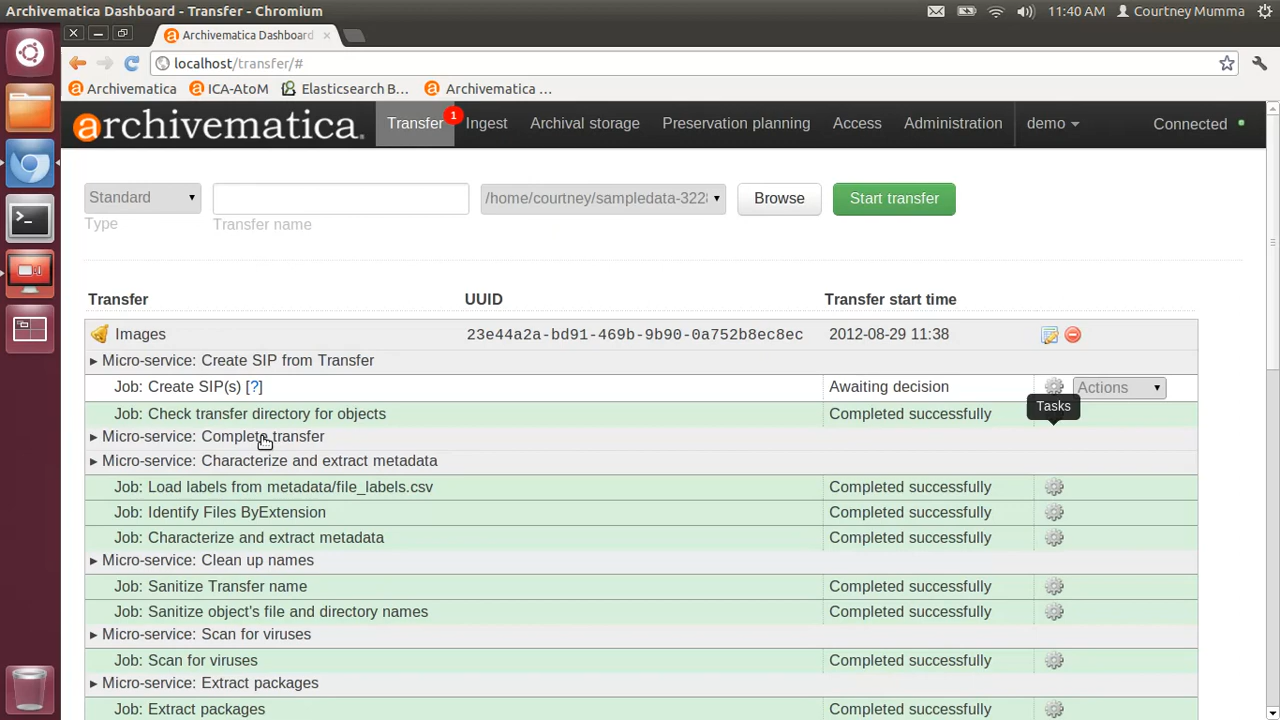 Archivematica Dashboard - Transfer - Chromium
11:40 AM
Courtney Mumma
Archivematica Dashboard
localhost/transfer/#
Archivematica
ICA-AtoM
Elasticsearch B...
Archivematica ...
archivematica.
Transfer
1
Ingest
Archival storage
Preservation planning
Access
Administration
demo
Connected
Standard
/home/courtney/sampledata-3228
Browse
Start transfer
Type
Transfer name
Transfer UUID Transfer start time
Images 23e44a2a-bd91-469b-9b90-0a752b8ec8ec 2012-08-29 11:38
Micro-service: Create SIP from Transfer
Job: Create SIP(s) [?] Awaiting decision Actions
Tasks
Job: Check transfer directory for objects Completed successfully
Micro-service: Complete transfer
Micro-service: Characterize and extract metadata
Job: Load labels from metadata/file_labels.csv Completed successfully
Job: Identify Files ByExtension Completed successfully
Job: Characterize and extract metadata Completed successfully
Micro-service: Clean up names
Job: Sanitize Transfer name Completed successfully
Job: Sanitize object's file and directory names Completed successfully
Micro-service: Scan for viruses
Job: Scan for viruses Completed successfully
Micro-service: Extract packages
Job: Extract packages Completed successfully